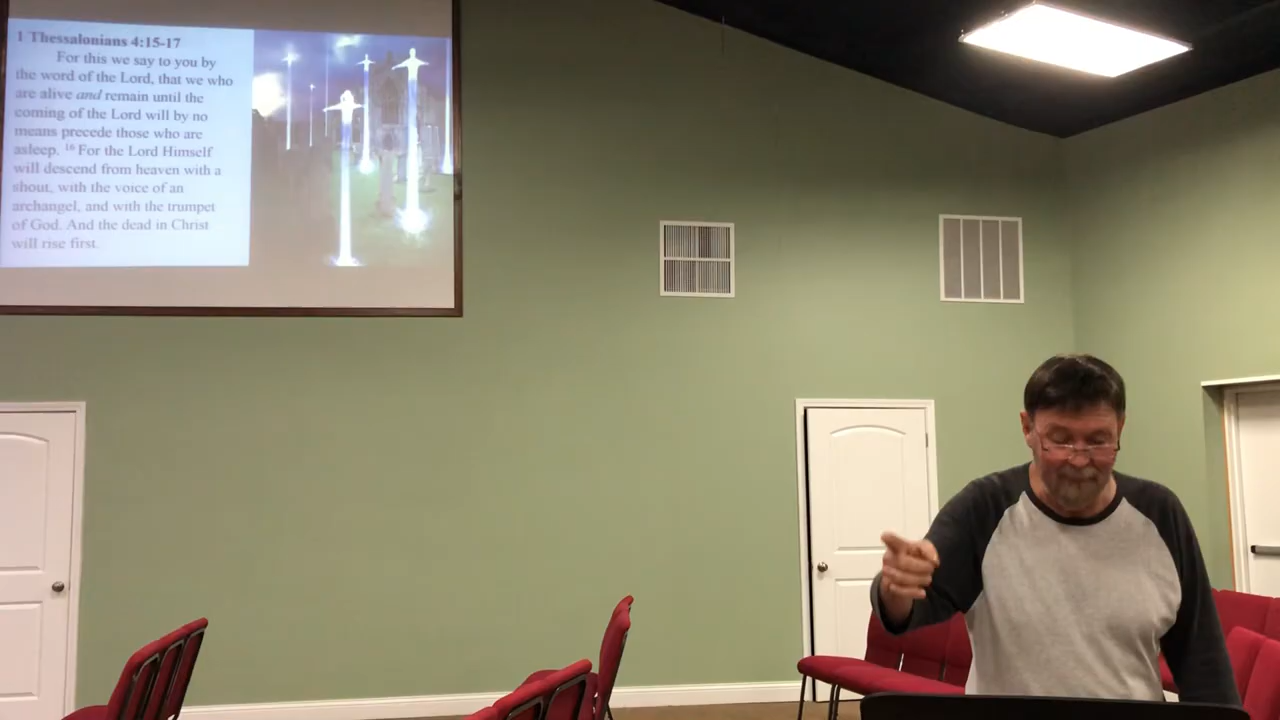 1 Thessalonians 4:15-17
For this we say to you by
the word of the Lord, that we who
are alive and remain until the
coming of the Lord will by no
means precede those who are
asleep. 16 For the Lord Himself
will descend from heaven with a
shout, with the voice of an
archangel, and with the trumpet
of God. And the dead in Christ
will rise first.